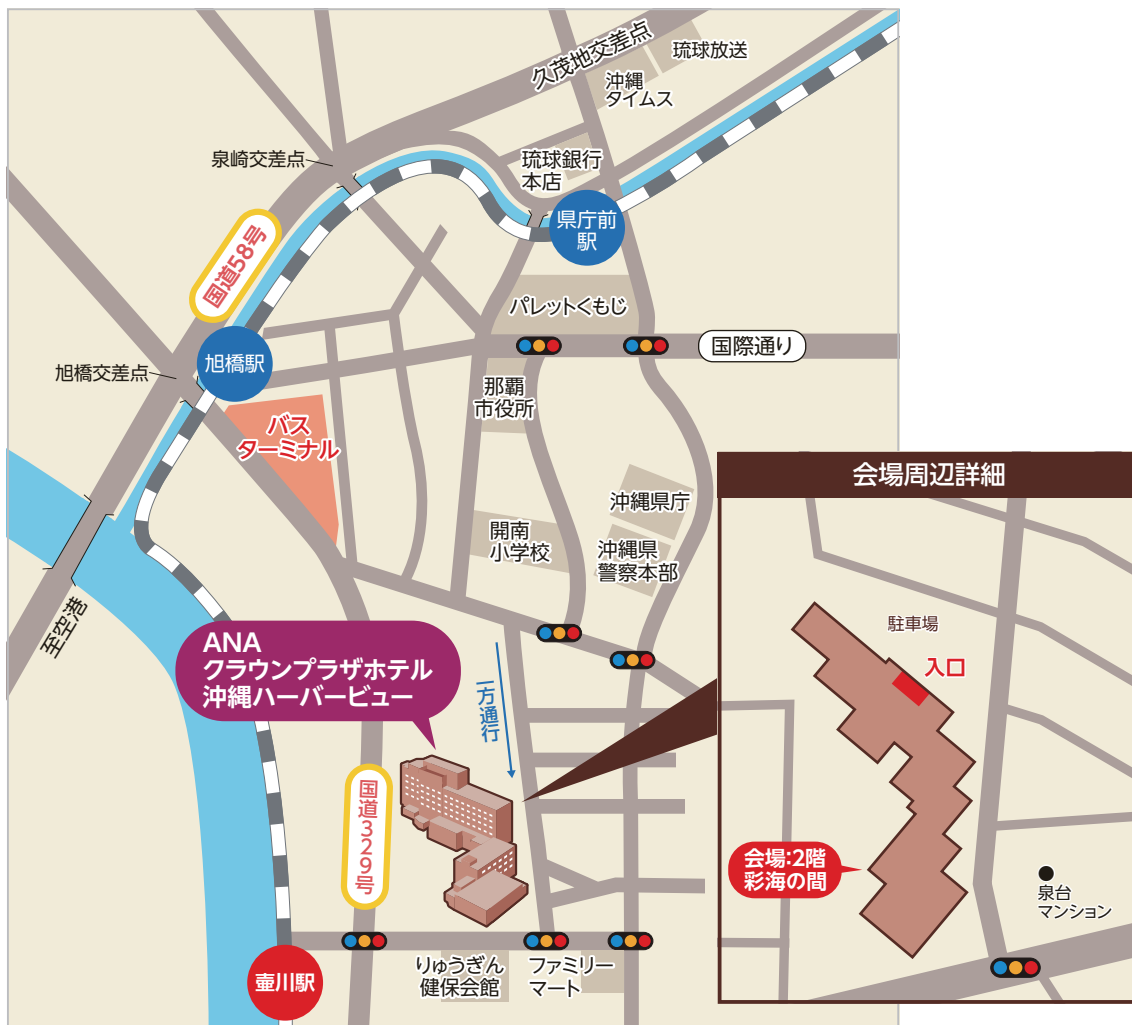 久茂地交差点
琉球放送
沖縄
タイムス
泉崎交差点
琉球銀行
本店
県庁前
駅
国道58号
パレットくもじ
国際通り
旭橋駅
旭橋交差点
那覇
市役所
バス
ターミナル
会場周辺詳細
沖縄県庁
開南
小学校
沖縄県
警察本部
至空港
駐車場
ANA
クラウンプラザホテル
沖縄ハーバービュー
入口
一方通行
国道329号
会場:2階
彩海の間
泉台
マンション
りゅうぎん
健保会館
ファミリー
マート
壷川駅